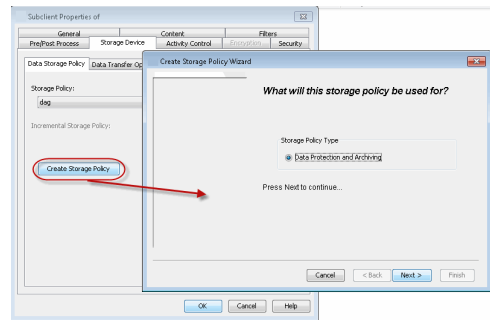 Subclient Properties of
General Content Filters
Pre/Post Process Storage Device Activity Control Encryption Security
Data Storage Policy Data Transfer Op
Storage Policy:
dag
Incremental Storage Policy:
Create Storage Policy
OK Cancel Help
Create Storage Policy Wizard
What will this storage policy be used for?
Storage Policy Type
Data Protection and Archiving
Press Next to continue...
Cancel < Back Next > Finish